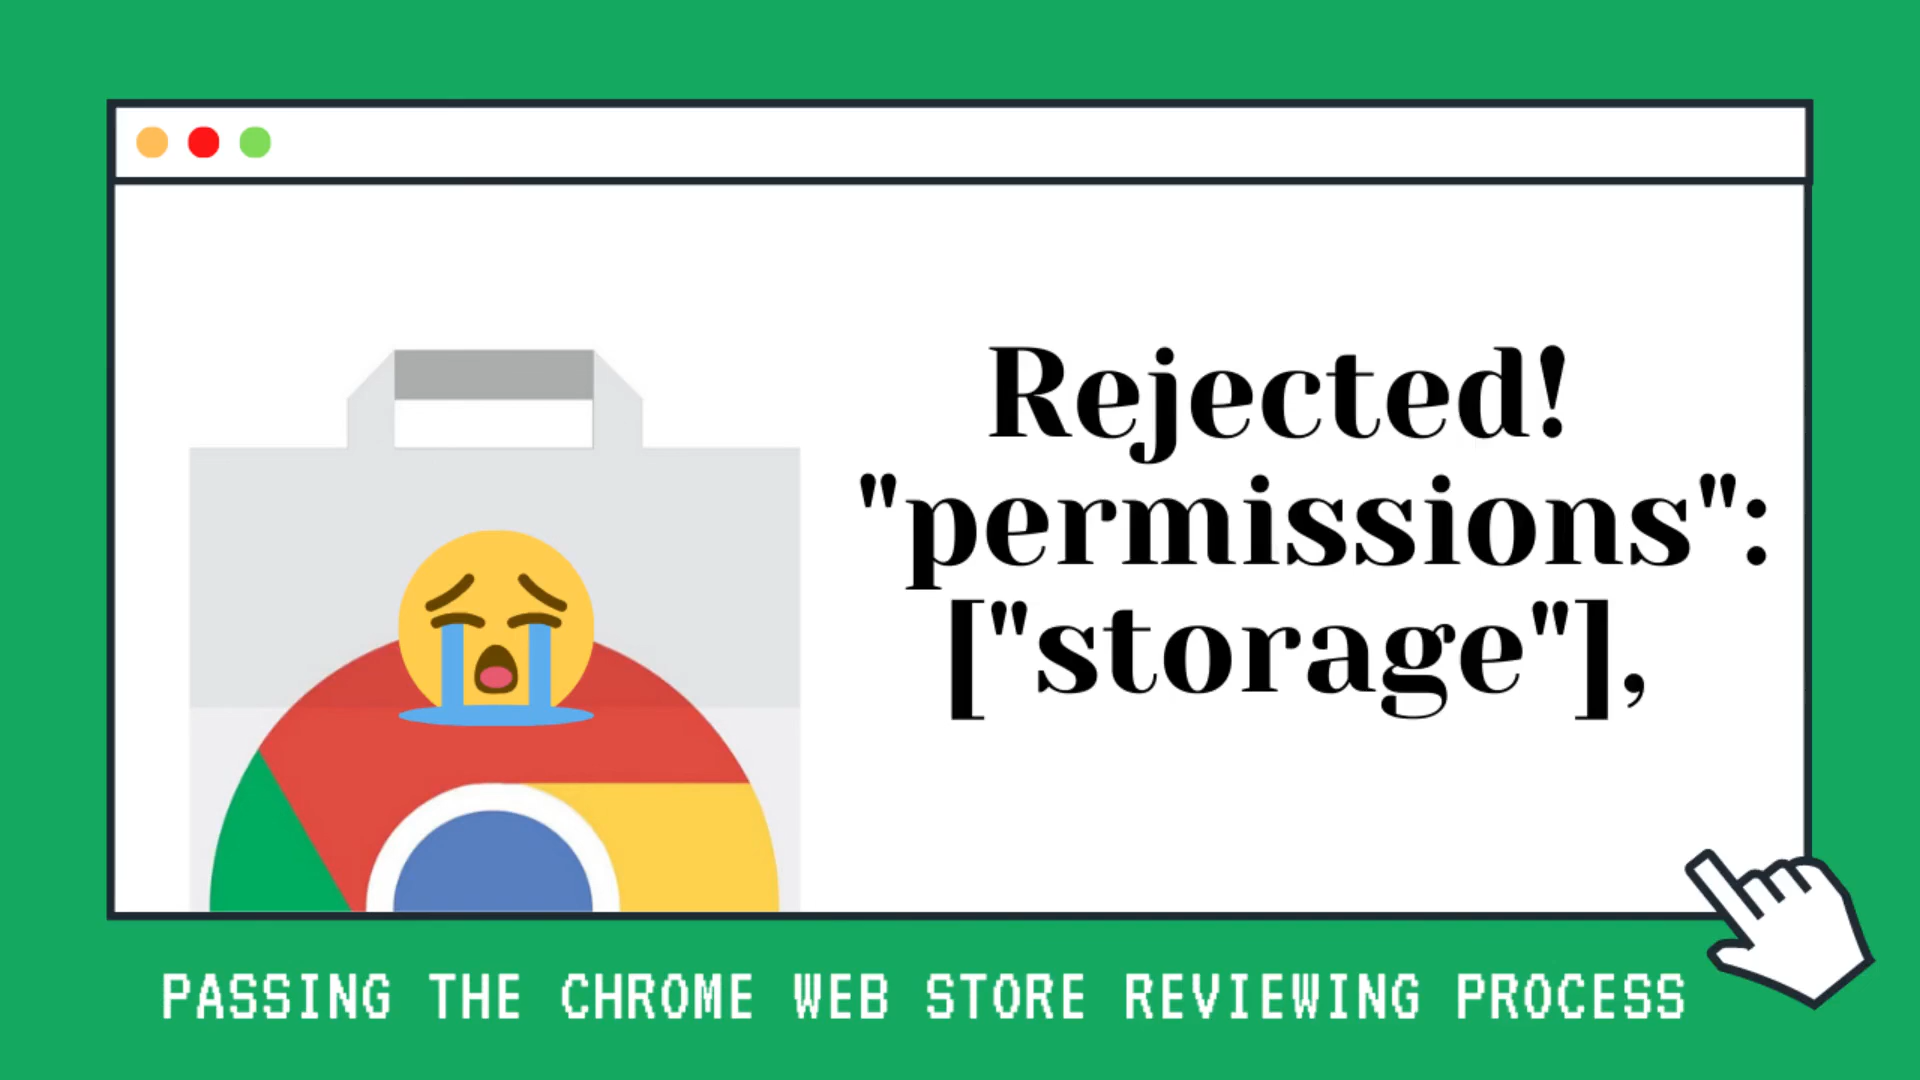 Rejected!
"permissions":
["storage"],
PASSING THE CHROME WEB STORE REVIEWING PROCESS